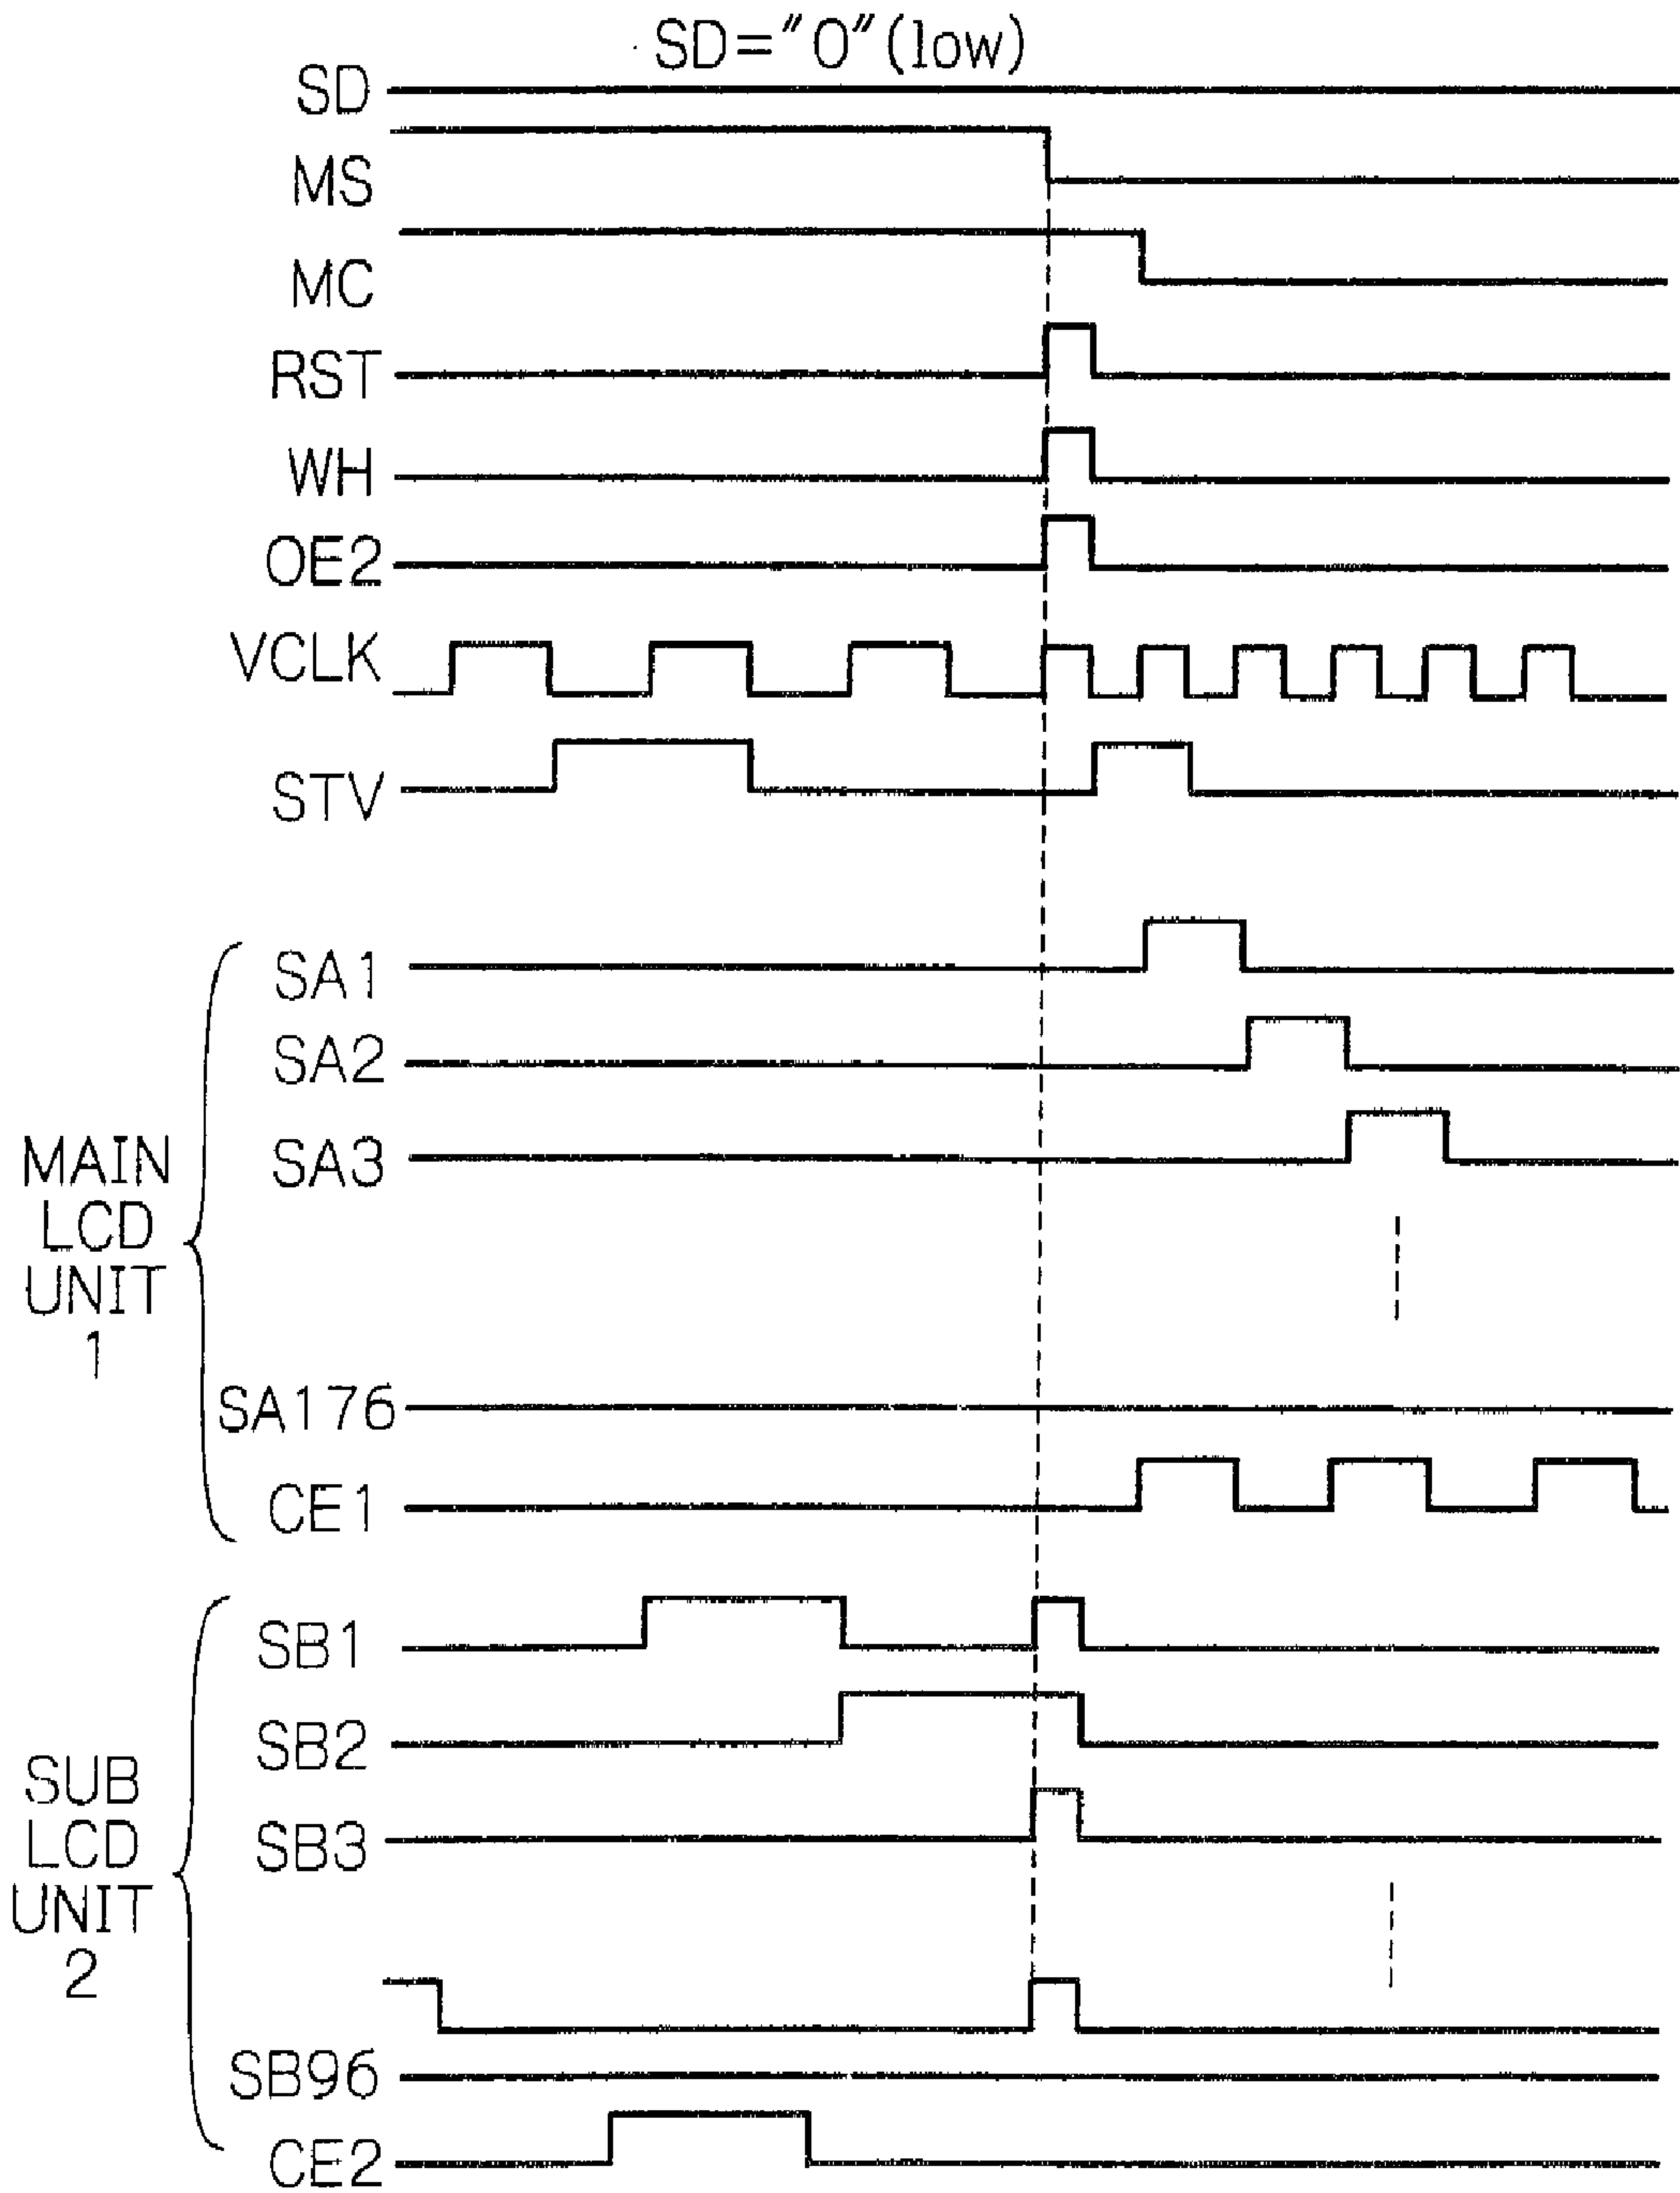 SD="0"(low)
SD
MS
MC
RST
WH
OE2
VCLK
STV
SA1
SA2
SA3
MAIN
LCD
UNIT
1
SA176
CE1
SB1
SB2
SB3
SUB
LCD
UNIT
2
SB96
CE2